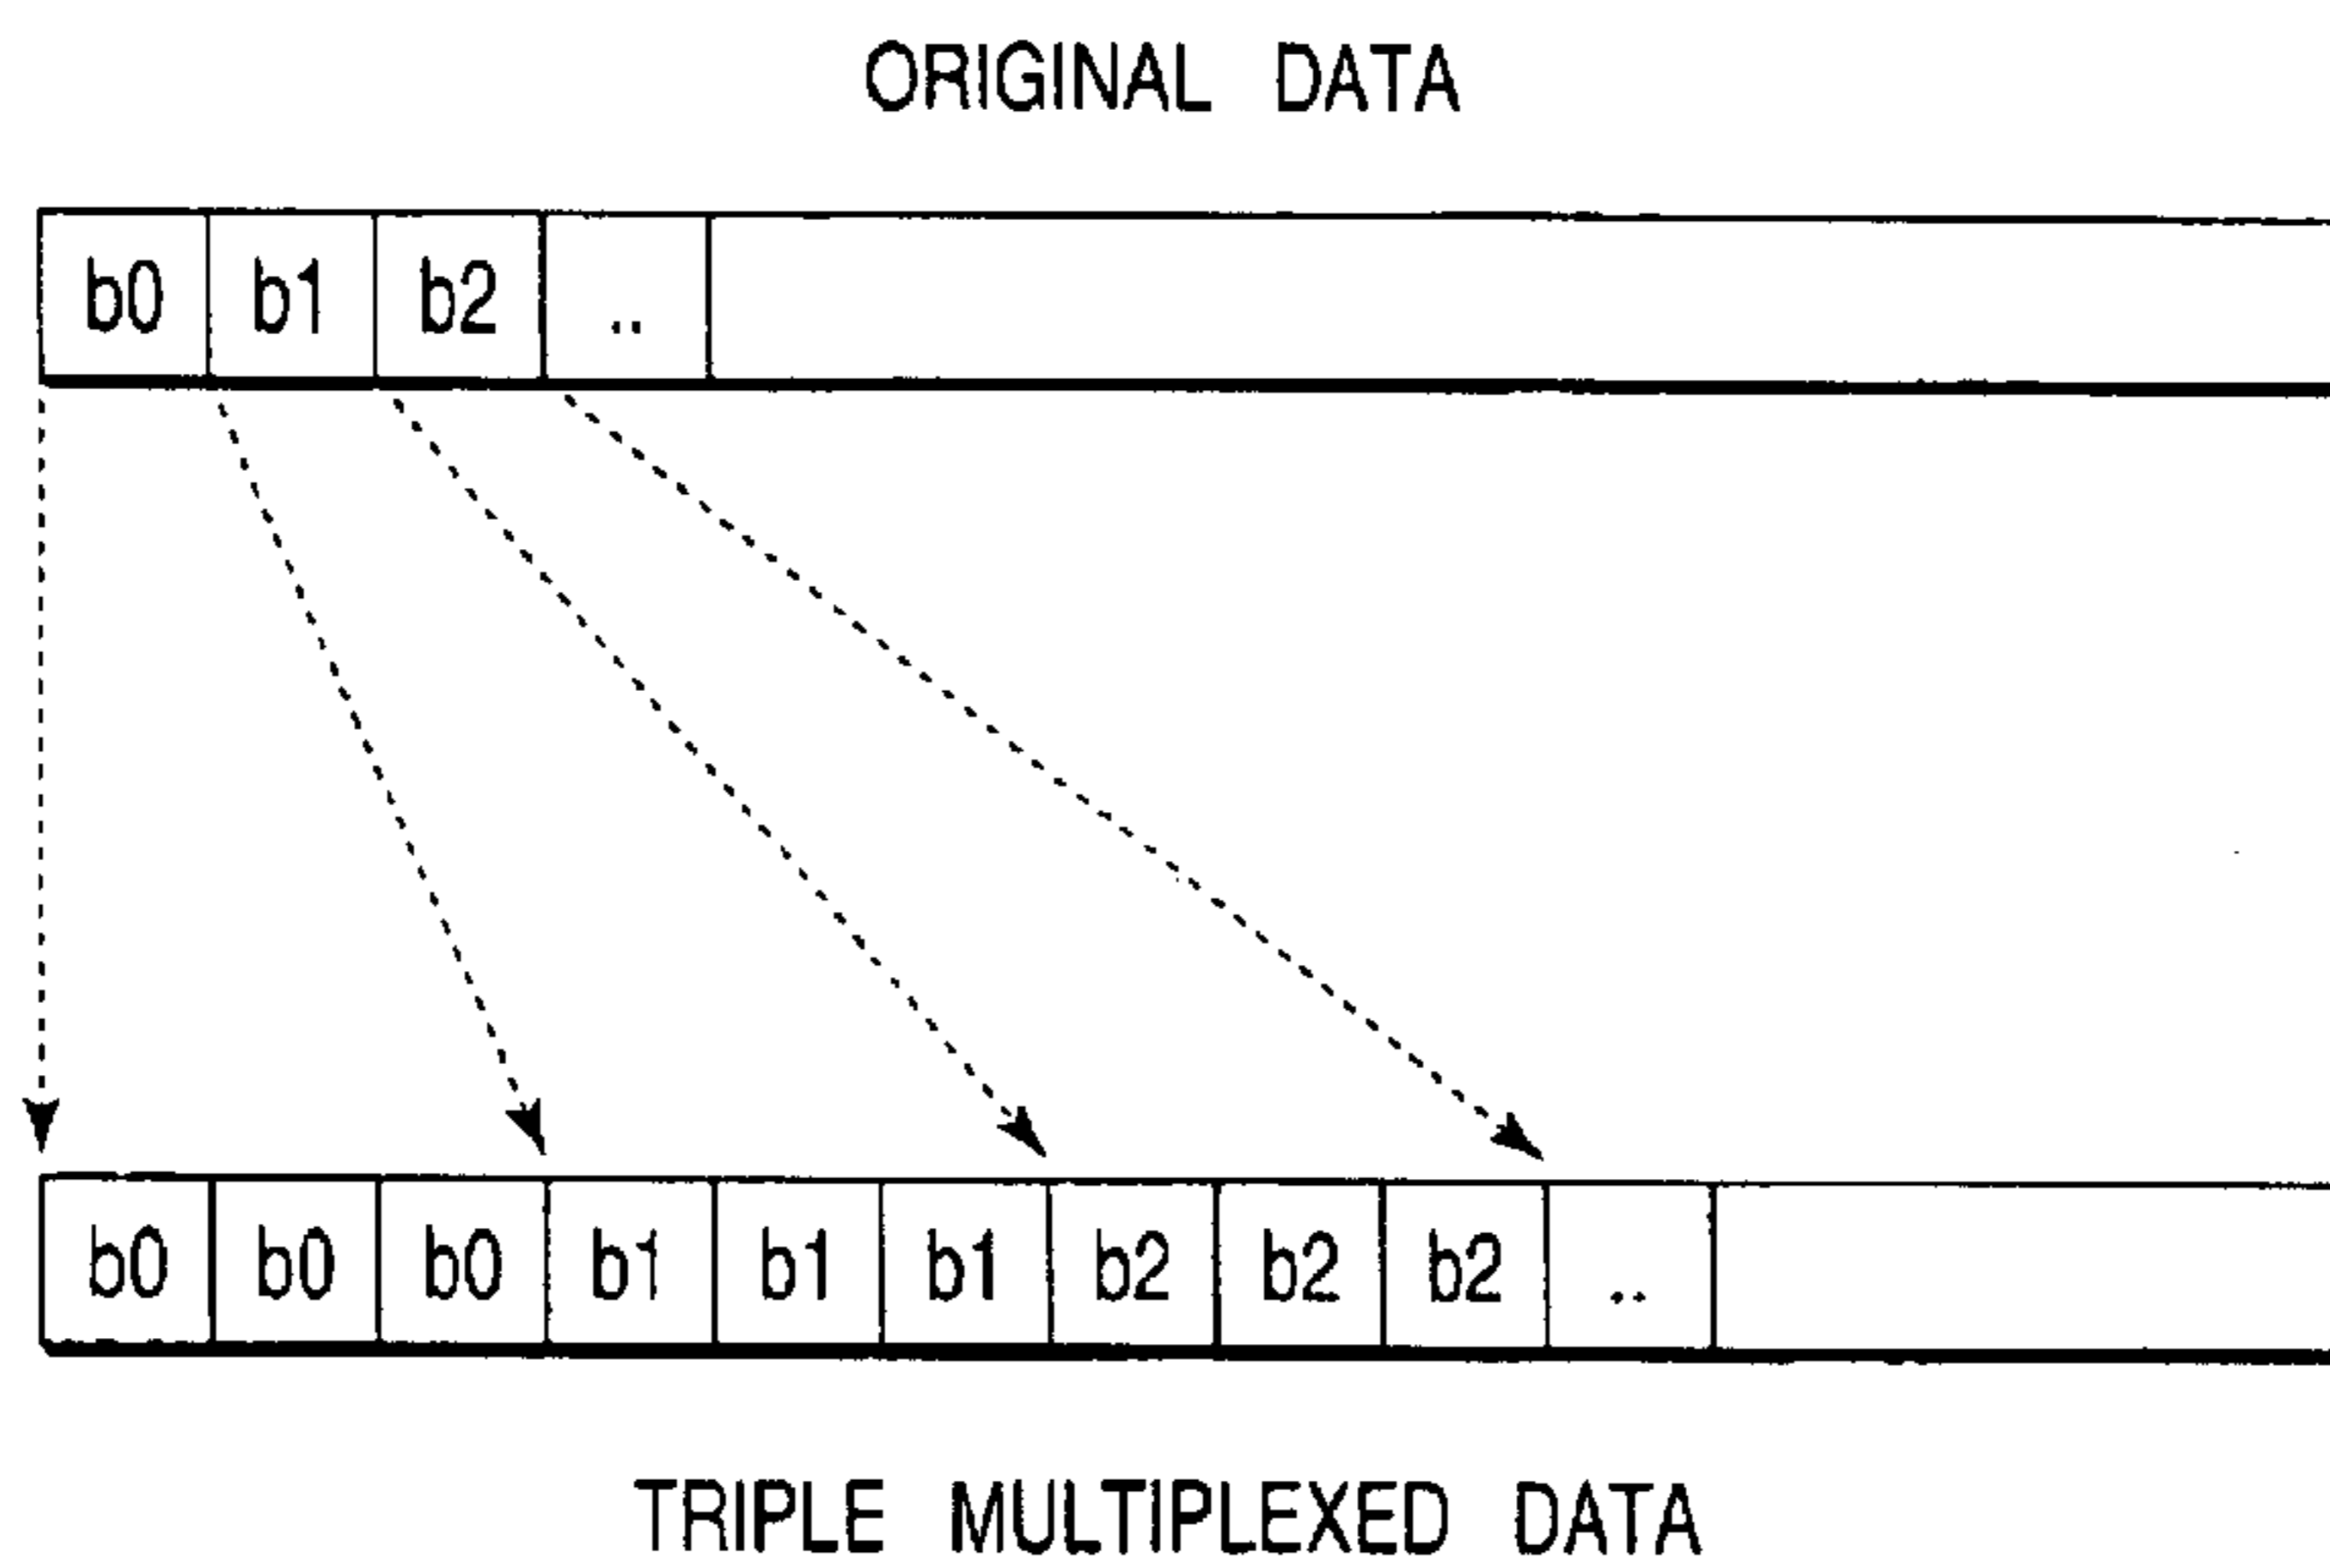 ORIGINAL DATA
b0 b1 b2 ..
b0 b0 b0 b1 b1 b1 b2 b2 b2 ..
TRIPLE MULTIPLEXED DATA